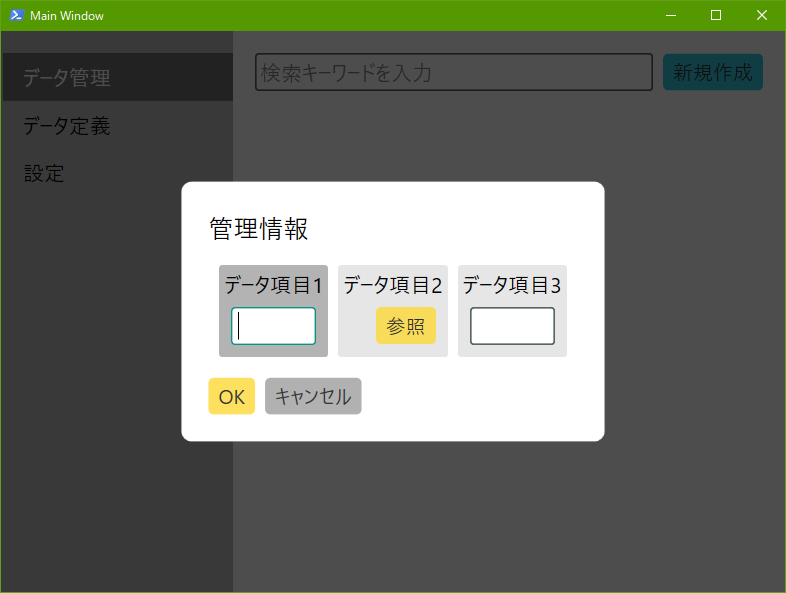 Main Window
データ管理
データ定義
設定
検索キーワードを入力
新規作成
管理情報
データ項目1
データ項目2
データ項目3
参照
OK
キャンセル